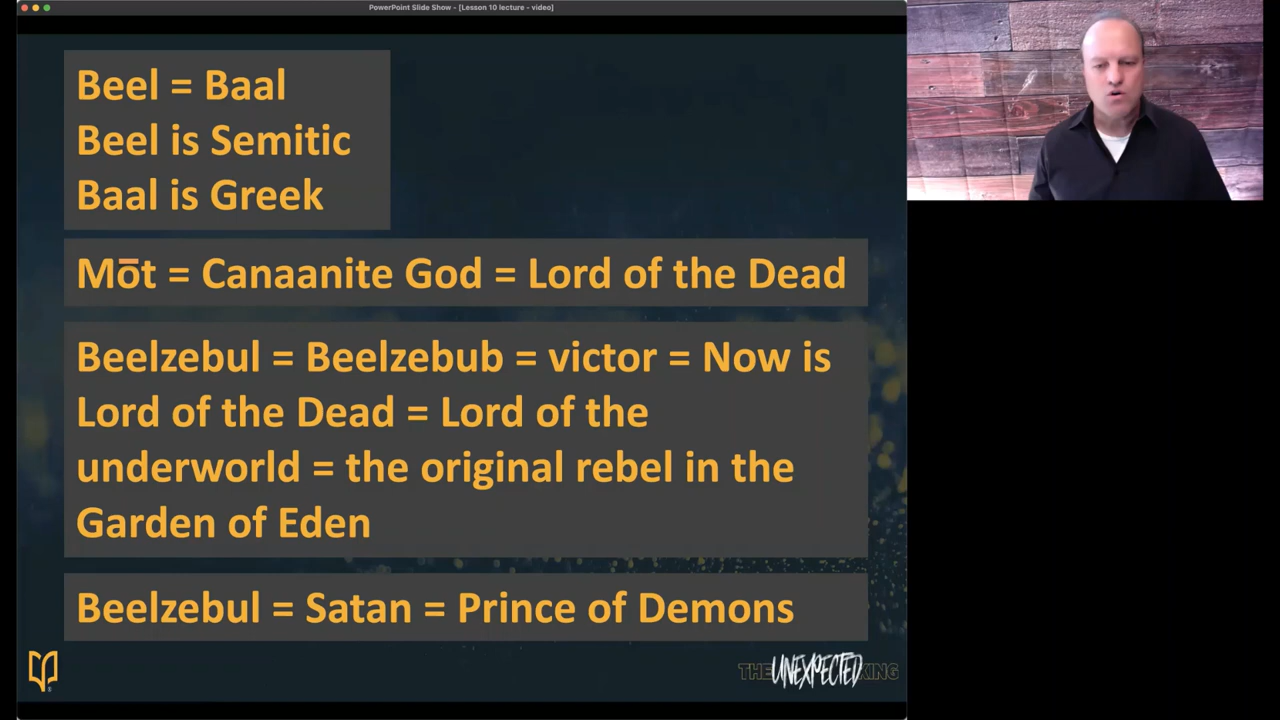 PowerPoint Slide Show - [Lesson 10 lecture - video]
Beel = Baal
Beel is Semitic
Baal is Greek
Mōt = Canaanite God = Lord of the Dead
Beelzebul = Beelzebub = victor = Now is
Lord of the Dead = Lord of the
underworld = the original rebel in the
Garden of Eden
Beelzebul = Satan = Prince of Demons
THE UNEXPECTED KING